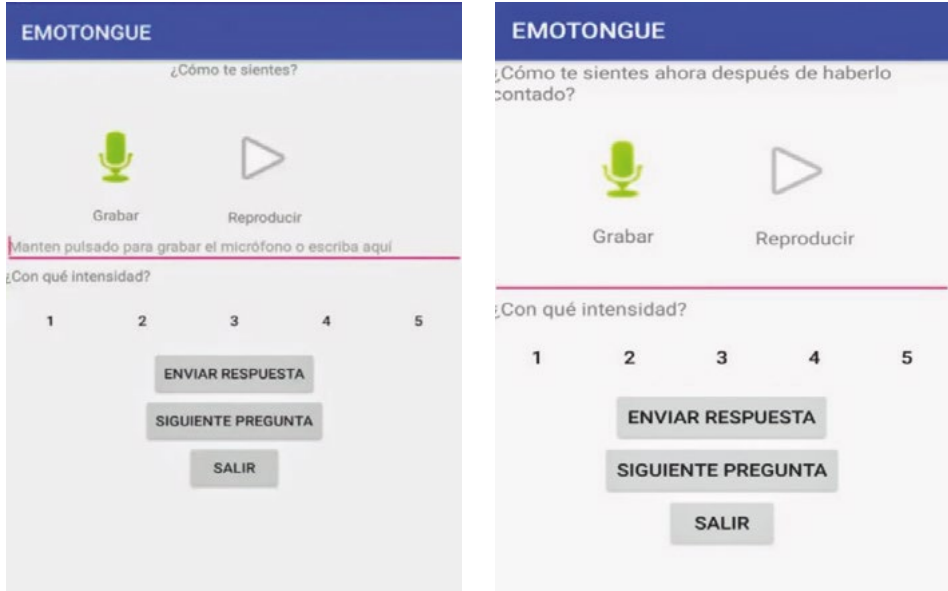 EMOTONGUE
¿Cómo te sientes?
Grabar
Reproducir
Manten pulsado para grabar el micrófono o escriba aquí
¿Con qué intensidad?
1 2 3 4 5
ENVIAR RESPUESTA
SIGUIENTE PREGUNTA
SALIR
EMOTONGUE
¿Cómo te sientes ahora después de haberlo
contado?
Grabar
Reproducir
¿Con qué intensidad?
1 2 3 4 5
ENVIAR RESPUESTA
SIGUIENTE PREGUNTA
SALIR